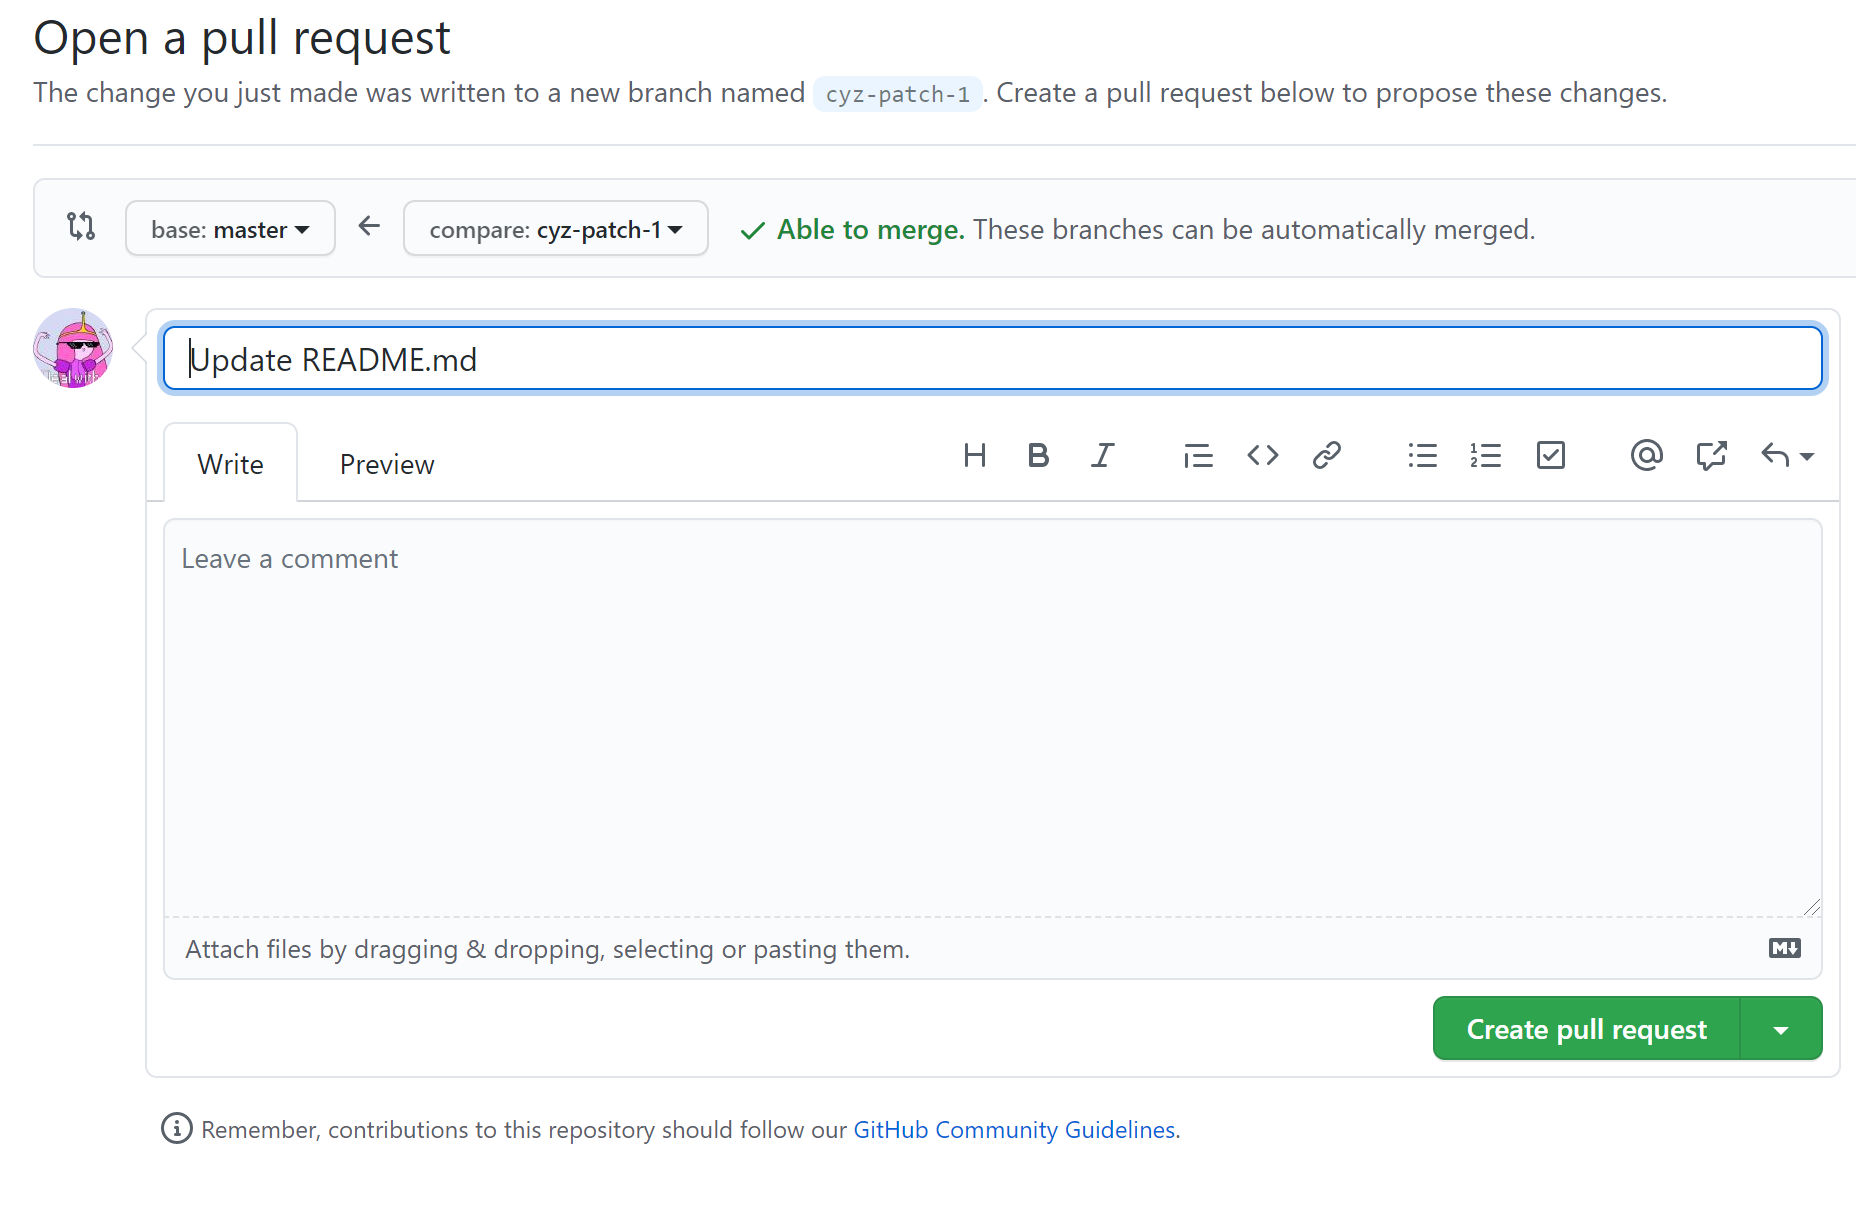 Open a pull request
The change you just made was written to a new branch named cyz-patch-1. Create a pull request below to propose these changes.
base: master compare: cyz-patch-1 Able to merge. These branches can be automatically merged.
Update README.md
Write Preview
Leave a comment
Attach files by dragging & dropping, selecting or pasting them.
Create pull request
Remember, contributions to this repository should follow our GitHub Community Guidelines.